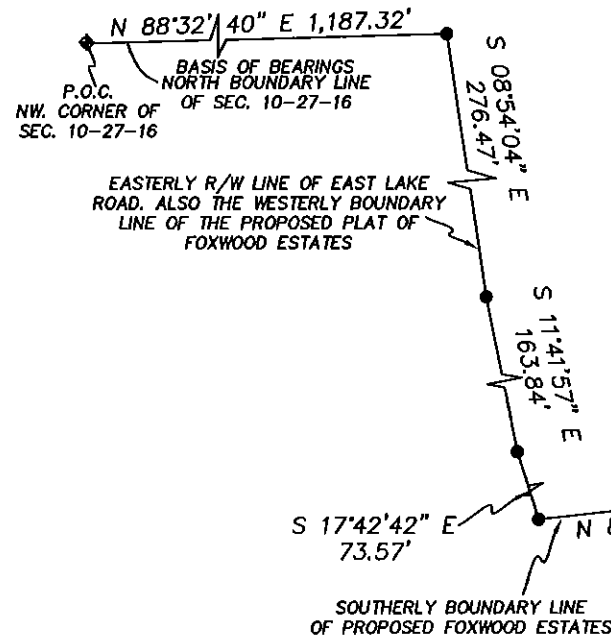 N 88°32'40" E 1,187.32'
P.O.C.
NW. CORNER OF
SEC. 10-27-16
BASIS OF BEARINGS
NORTH BOUNDARY LINE
OF SEC. 10-27-16
S 08°54'04" E
276.47'
EASTERLY R/W LINE OF EAST LAKE
ROAD. ALSO THE WESTERLY BOUNDARY
LINE OF THE PROPOSED PLAT OF
FOXWOOD ESTATES
S 11°41'57" E
163.84'
S 17°42'42" E
73.57'
N 8
SOUTHERLY BOUNDARY LINE
OF PROPOSED FOXWOOD ESTATES